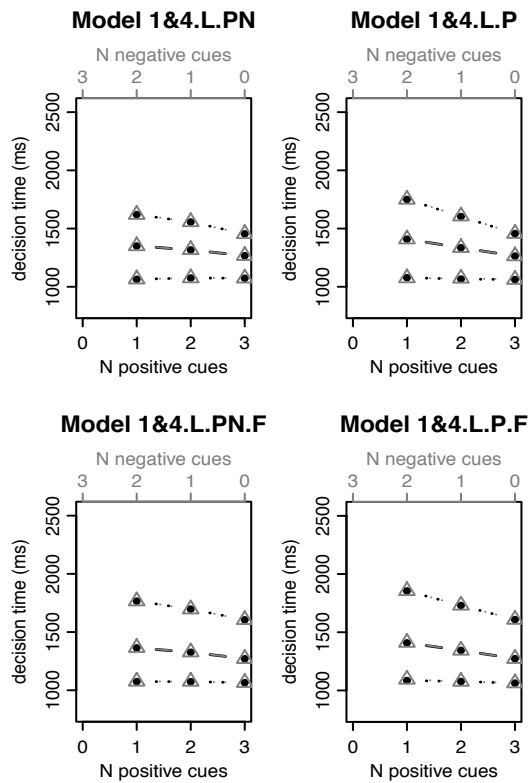 Model 1&4.L.PN
N negative cues
3 2 1 0
decision time (ms)
2500
2000
1500
1000
0 1 2 3
N positive cues
Model 1&4.L.P
N negative cues
3 2 1 0
decision time (ms)
2500
2000
1500
1000
0 1 2 3
N positive cues
Model 1&4.L.PN.F
N negative cues
3 2 1 0
decision time (ms)
2500
2000
1500
1000
0 1 2 3
N positive cues
Model 1&4.L.P.F
N negative cues
3 2 1 0
decision time (ms)
2500
2000
1500
1000
0 1 2 3
N positive cues